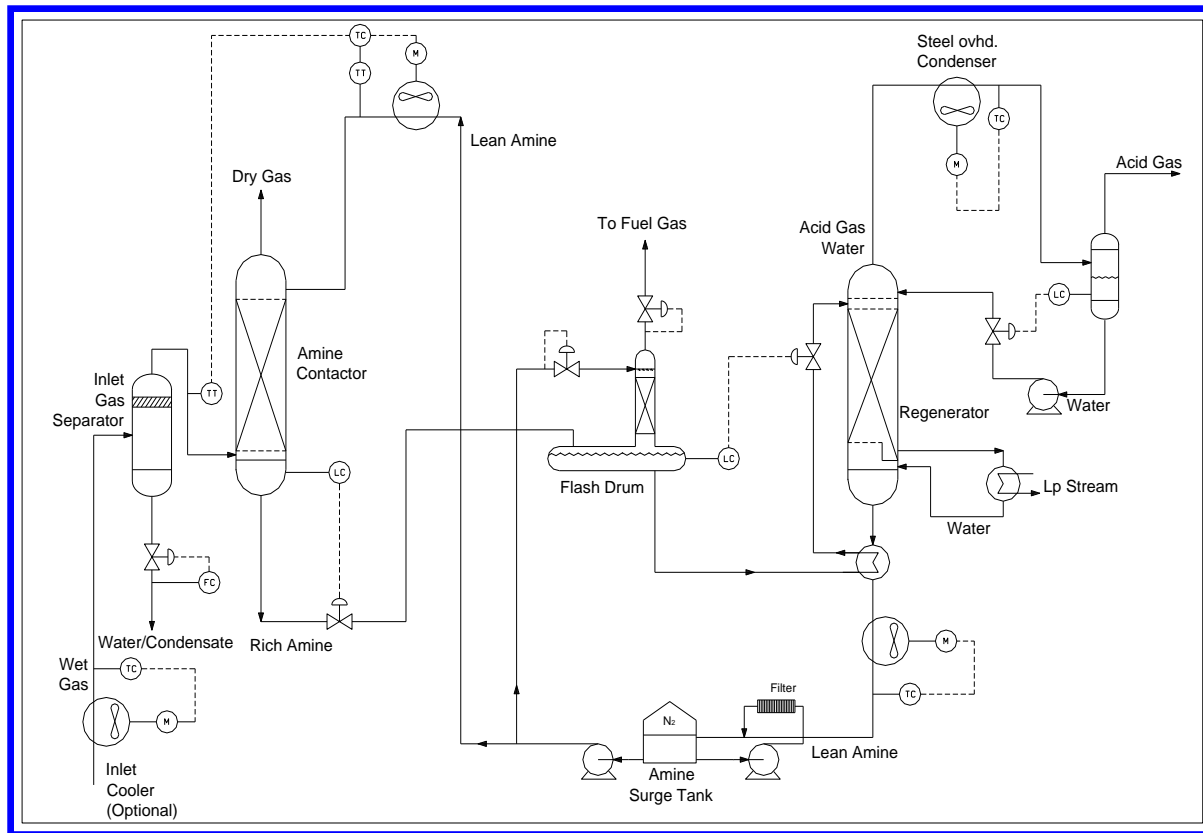 TC
M
TT
Lean Amine
Steel ovhd.
Condenser
TC
M
Acid Gas
Dry Gas
To Fuel Gas
Acid Gas
Water
LC
Inlet
Gas
Separator
TT
Amine
Contactor
LC
Regenerator
Water
LC
Flash Drum
Lp Stream
Water
FC
Water/Condensate
Rich Amine
Wet
Gas
TC
M
M
TC
Filter
N2
Lean Amine
Inlet
Cooler
(Optional)
Amine
Surge Tank